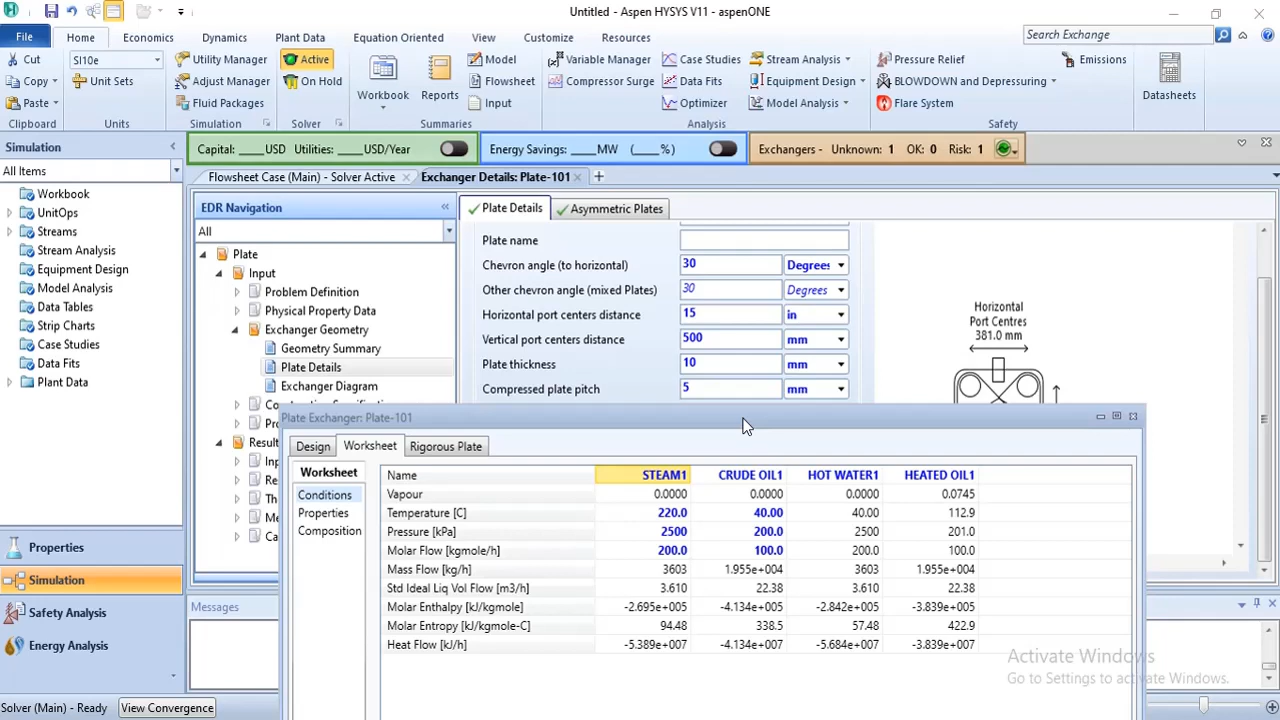 Untitled - Aspen HYSYS V11 - aspenONE
File Home Economics Dynamics Plant Data Equation Oriented View Customize Resources Search Exchange
Cut SI10e Utility Manager Active Model Variable Manager Case Studies Stream Analysis Pressure Relief Emissions
Copy Unit Sets Adjust Manager On Hold Workbook Reports Flowsheet Compressor Surge Data Fits Equipment Design BLOWDOWN and Depressuring Datasheets
Paste Fluid Packages Input Optimizer Model Analysis Flare System
Clipboard Units Simulation Solver Summaries Analysis Safety
Simulation Capital: ____USD Utilities: ____USD/Year Energy Savings: ____MW (____%) Exchangers - Unknown: 1 OK: 0 Risk: 1
All Items Flowsheet Case (Main) - Solver Active Exchanger Details: Plate-101
Workbook
UnitOps
Streams
Stream Analysis
Equipment Design
Model Analysis
Data Tables
Strip Charts
Case Studies
Data Fits
Plant Data
Properties
Simulation
Safety Analysis
Energy Analysis
EDR Navigation
All
Plate
Input
Problem Definition
Physical Property Data
Exchanger Geometry
Geometry Summary
Plate Details
Exchanger Diagram
Plate Details Asymmetric Plates
Plate name
Chevron angle (to horizontal) 30 Degrees
Other chevron angle (mixed Plates) 30 Degrees
Horizontal port centers distance 15 in
Vertical port centers distance 500 mm
Plate thickness 10 mm
Compressed plate pitch 5 mm
Horizontal
Port Centres
381.0 mm
Messages
Plate Exchanger: Plate-101
Design Worksheet Rigorous Plate
Worksheet
Conditions
Properties
Composition
Name STEAM1 CRUDE OIL1 HOT WATER1 HEATED OIL1
Vapour 0.0000 0.0000 0.0000 0.0745
Temperature [C] 220.0 40.00 40.00 112.9
Pressure [kPa] 2500 200.0 2500 201.0
Molar Flow [kgmole/h] 200.0 100.0 200.0 100.0
Mass Flow [kg/h] 3603 1.955e+004 3603 1.955e+004
Std Ideal Liq Vol Flow [m3/h] 3.610 22.38 3.610 22.38
Molar Enthalpy [kJ/kgmole] -2.695e+005 -4.134e+005 -2.842e+005 -3.839e+005
Molar Entropy [kJ/kgmole-C] 94.48 338.5 57.48 422.9
Heat Flow [kJ/h] -5.389e+007 -4.134e+007 -5.684e+007 -3.839e+007
Activate Windows
Go to Settings to activate Windows.
Solver (Main) - Ready View Convergence